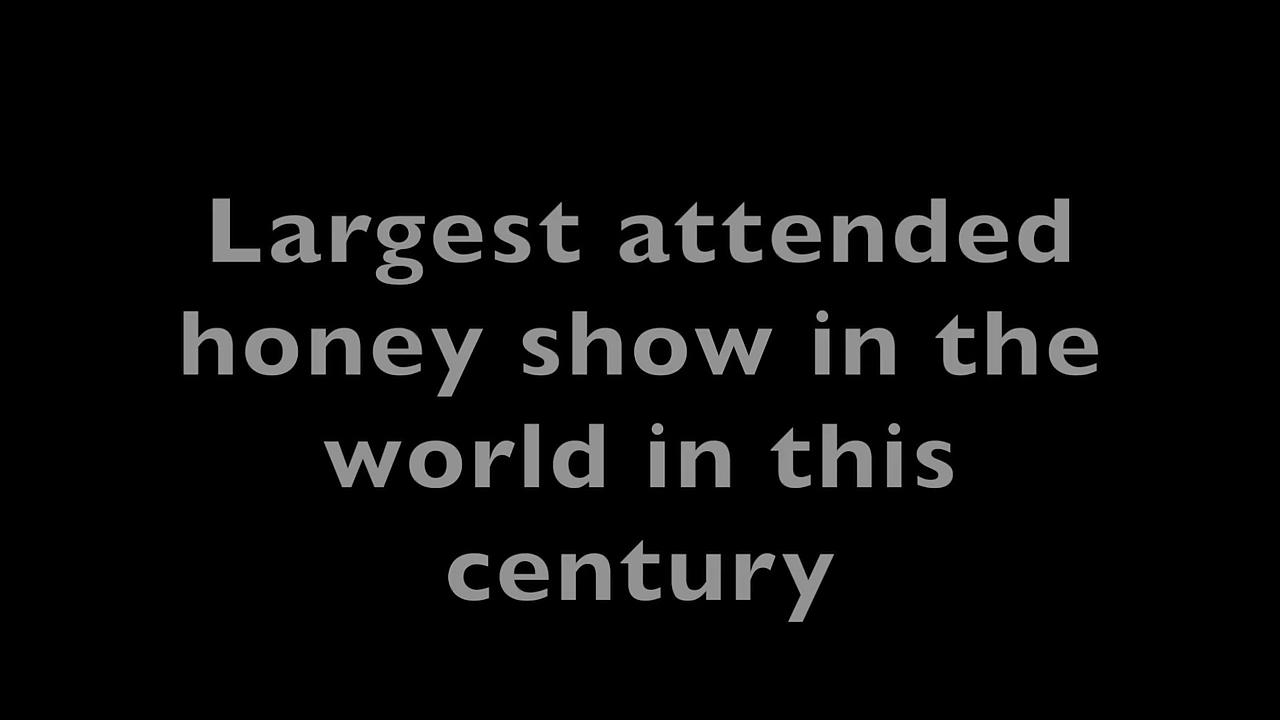 Largest attended
honey show in the
world in this
century